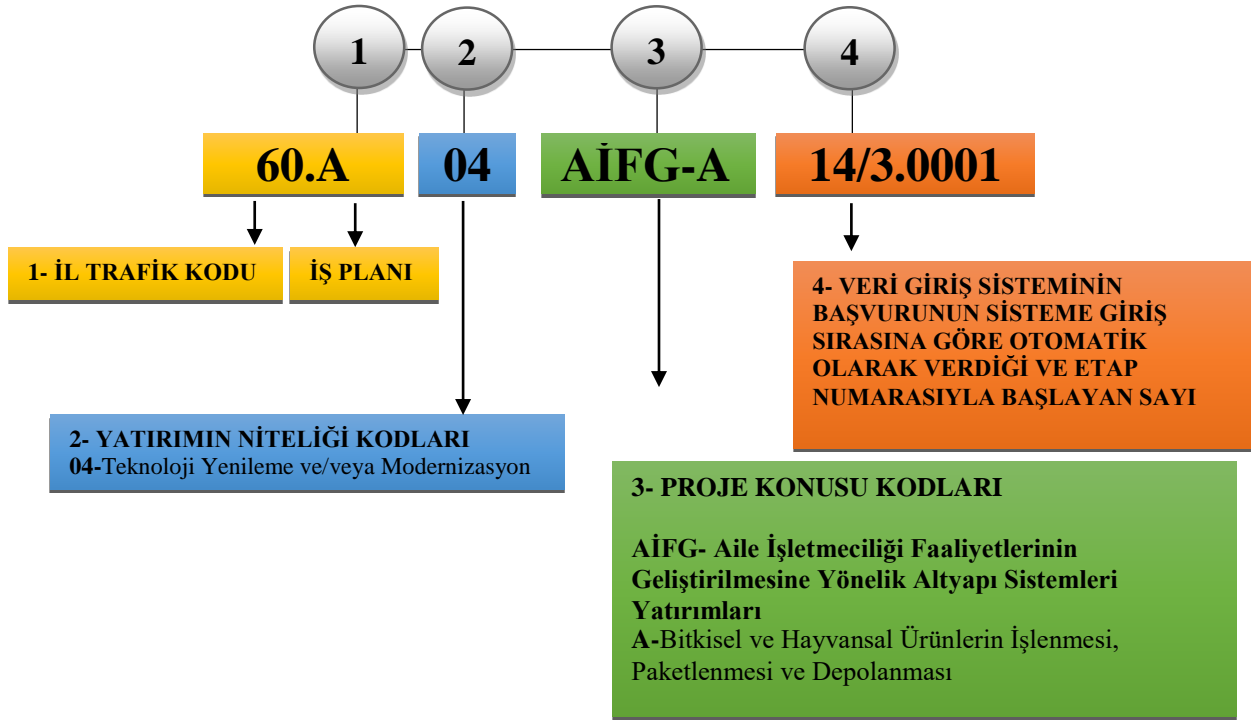 1 2 3 4
60.A 04 AİFG-A 14/3.0001
1- İL TRAFİK KODU
İŞ PLANI
4- VERİ GİRİŞ SİSTEMİNİN
BAŞVURUNUN SİSTEME GİRİŞ
SIRASINA GÖRE OTOMATİK
OLARAK VERDİĞİ VE ETAP
NUMARASIYLA BAŞLAYAN SAYI
2- YATIRIMIN NİTELİĞİ KODLARI
04-Teknoloji Yenileme ve/veya Modernizasyon
3- PROJE KONUSU KODLARI
AİFG- Aile İşletmeciliği Faaliyetlerinin
Geliştirilmesine Yönelik Altyapı Sistemleri
Yatırımları
A-Bitkisel ve Hayvansal Ürünlerin İşlenmesi,
Paketlenmesi ve Depolanması